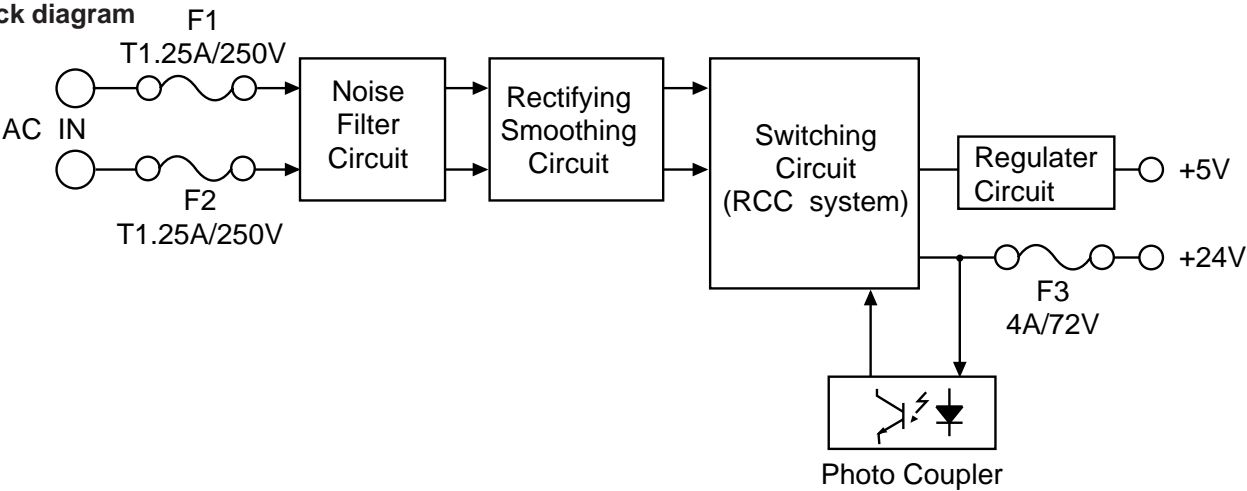 ck diagram
F1
T1.25A/250V
AC IN
F2
T1.25A/250V
Noise
Filter
Circuit
Rectifying
Smoothing
Circuit
Switching
Circuit
(RCC system)
Regulater
Circuit
+5V
+24V
F3
4A/72V
Photo Coupler